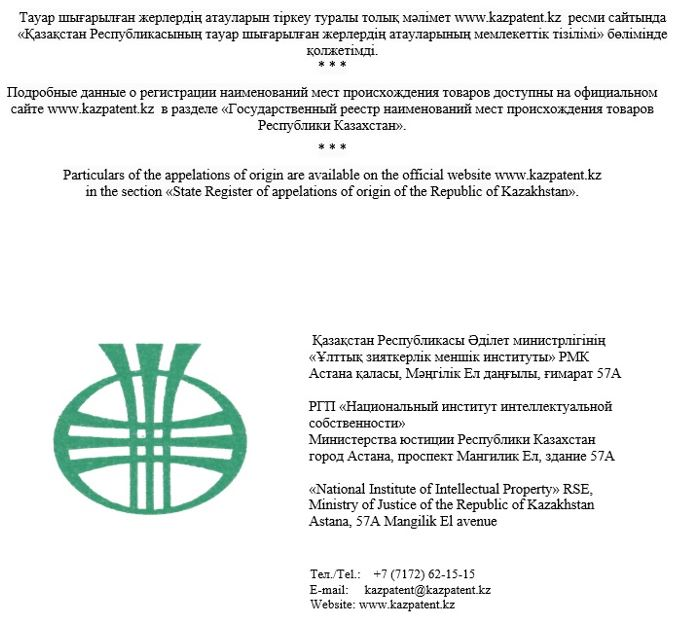 Тауар шығарылған жерлердің атауларын тіркеу туралы толық мәлімет www.kazpatent.kz ресми сайтында
«Қазақстан Республикасының тауар шығарылған жерлердің атауларының мемлекеттік тізілімі» бөлімінде
қолжетімді.
* * *
Подробные данные о регистрации наименований мест происхождения товаров доступны на официальном
сайте www.kazpatent.kz в разделе «Государственный реестр наименований мест происхождения товаров
Республики Казахстан».
* * *
Particulars of the appelations of origin are available on the official website www.kazpatent.kz
in the section «State Register of appelations of origin of the Republic of Kazakhstan».
Қазақстан Республикасы Әділет министрлігінің
«Ұлттық зияткерлік меншік институты» РМК
Астана қаласы, Мәңгілік Ел даңғылы, ғимарат 57А
РГП «Национальный институт интеллектуальной
собственности»
Министерства юстиции Республики Казахстан
город Астана, проспект Мангилик Ел, здание 57А
«National Institute of Intellectual Property» RSE,
Ministry of Justice of the Republic of Kazakhstan
Astana, 57A Mangilik El avenue
Тел./Tel.: +7 (7172) 62-15-15
E-mail: kazpatent@kazpatent.kz
Website: www.kazpatent.kz